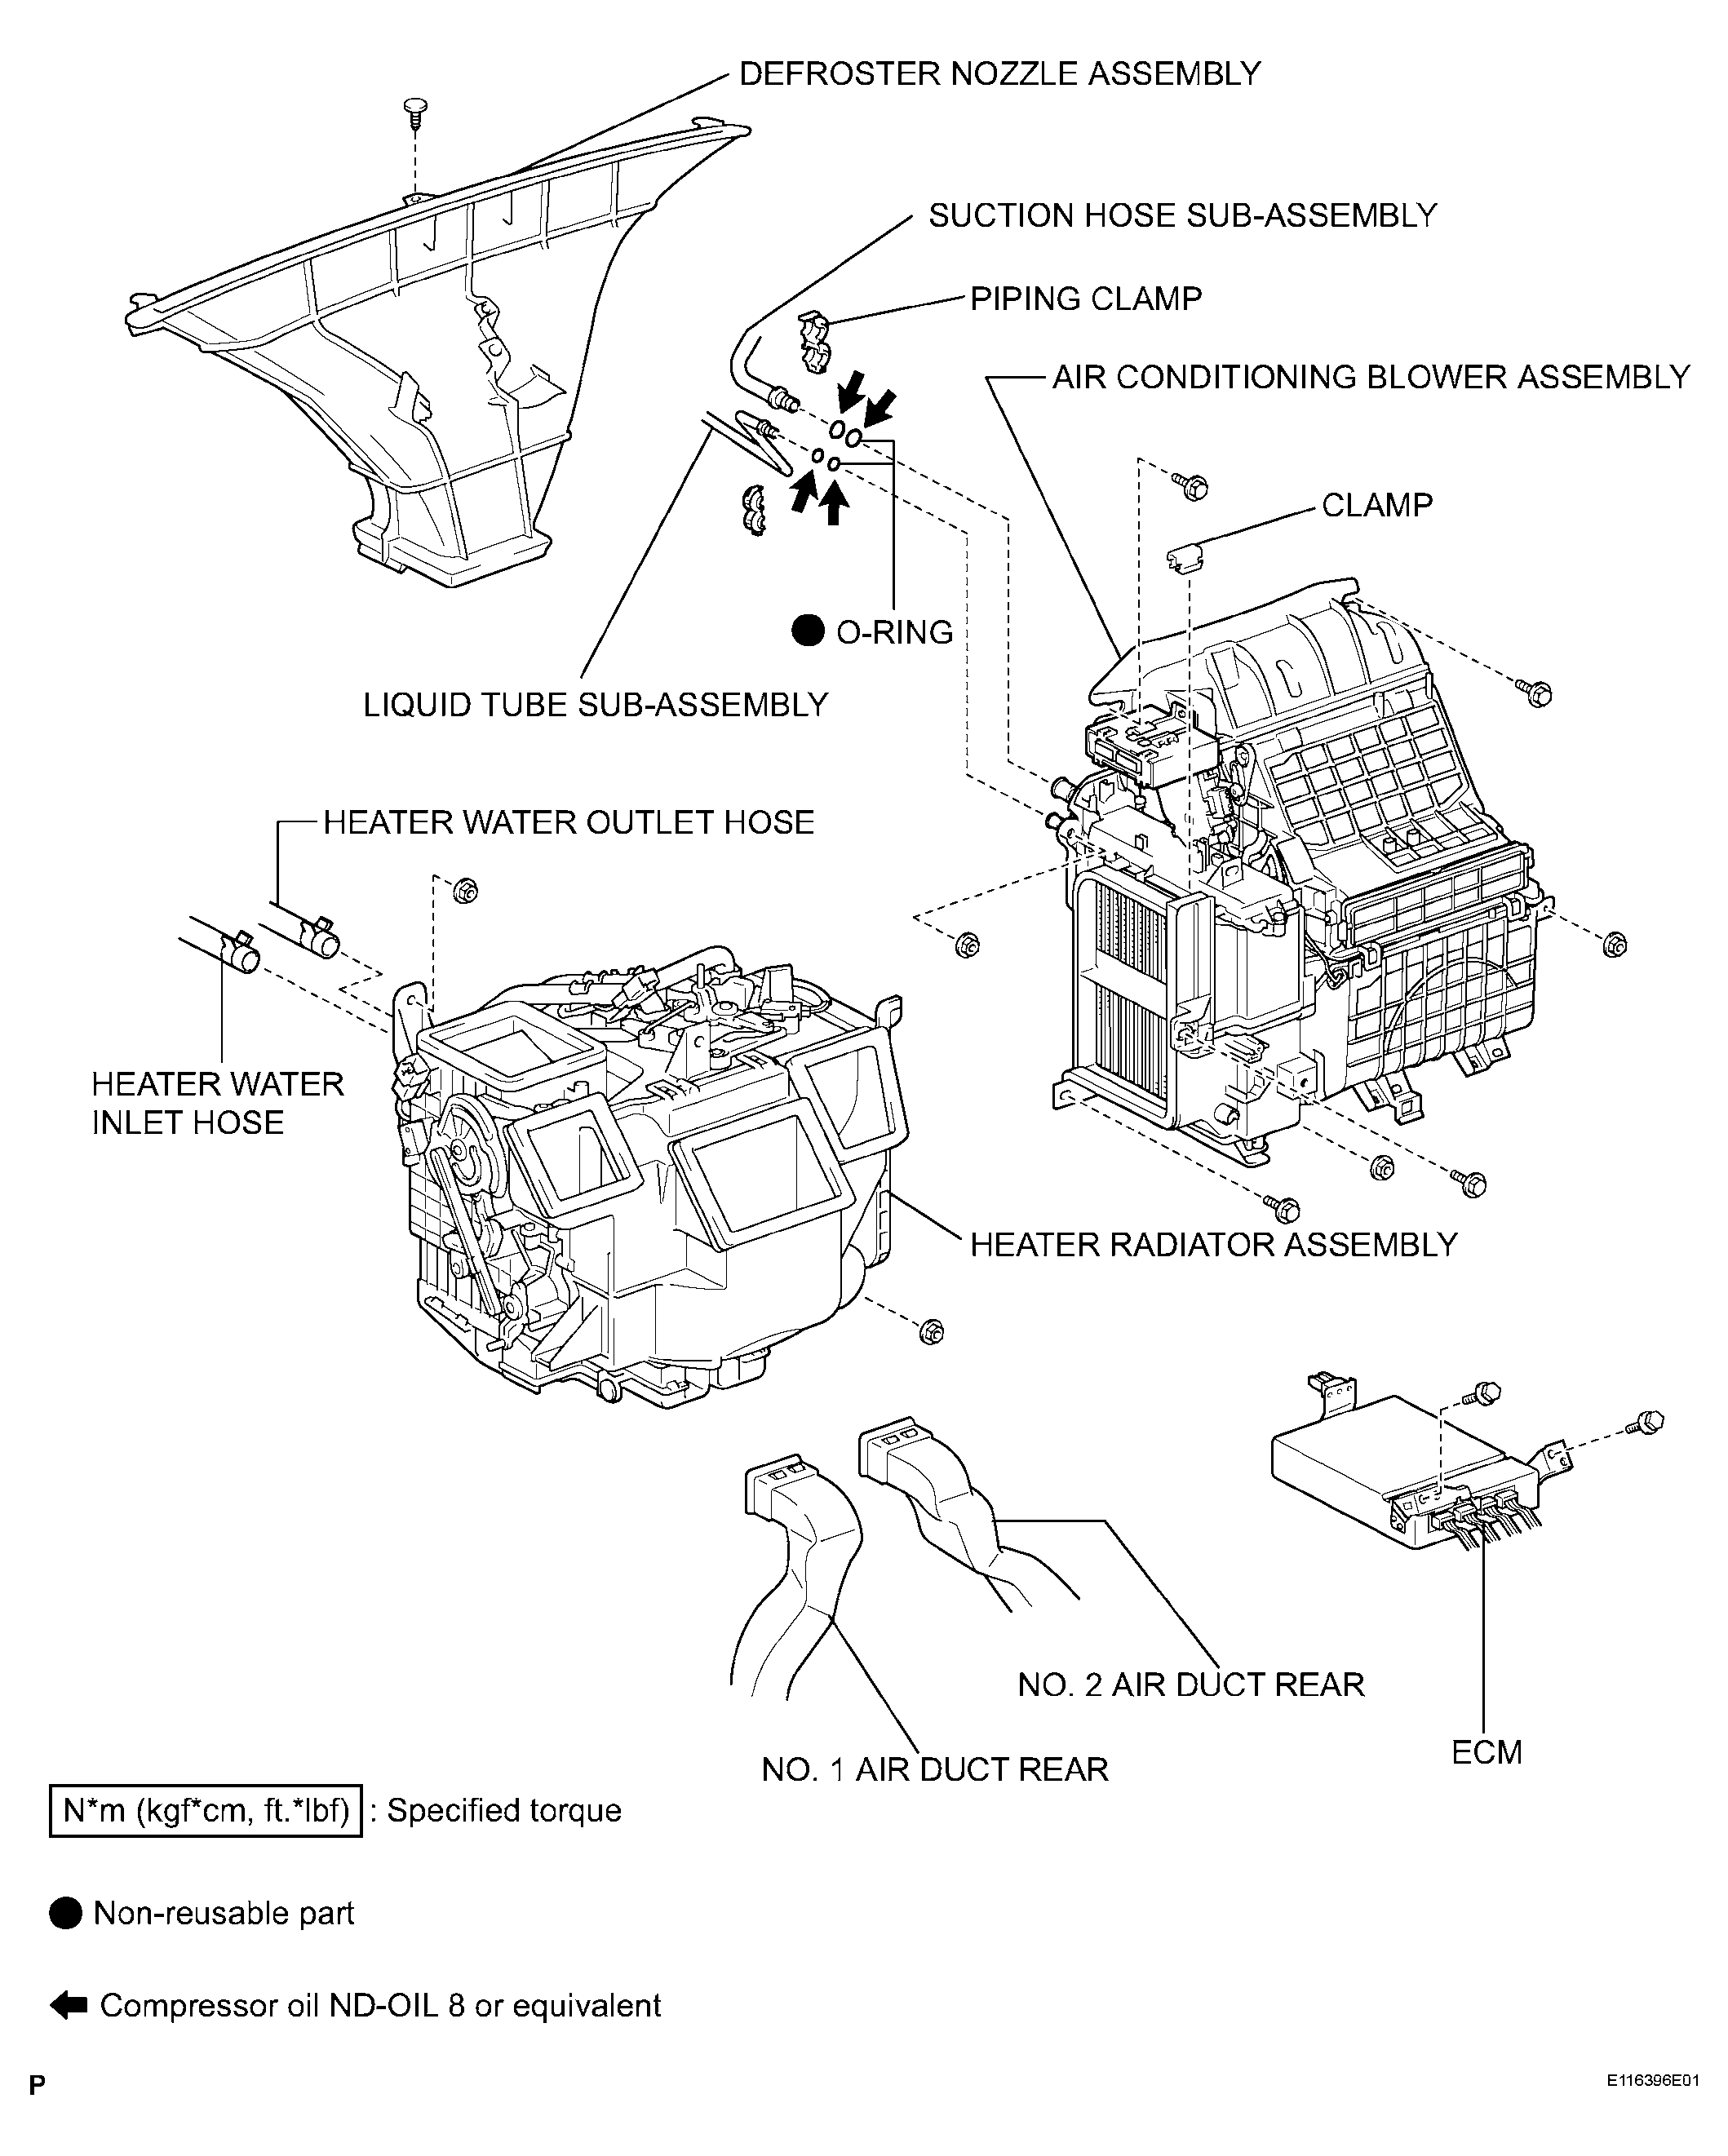 DEFROSTER NOZZLE ASSEMBLY
SUCTION HOSE SUB-ASSEMBLY
PIPING CLAMP
AIR CONDITIONING BLOWER ASSEMBLY
CLAMP
O-RING
LIQUID TUBE SUB-ASSEMBLY
HEATER WATER OUTLET HOSE
HEATER WATER
INLET HOSE
HEATER RADIATOR ASSEMBLY
NO. 2 AIR DUCT REAR
ECM
NO. 1 AIR DUCT REAR
N*m (kgf*cm, ft.*lbf) : Specified torque
Non-reusable part
Compressor oil ND-OIL 8 or equivalent
P
E116396E01